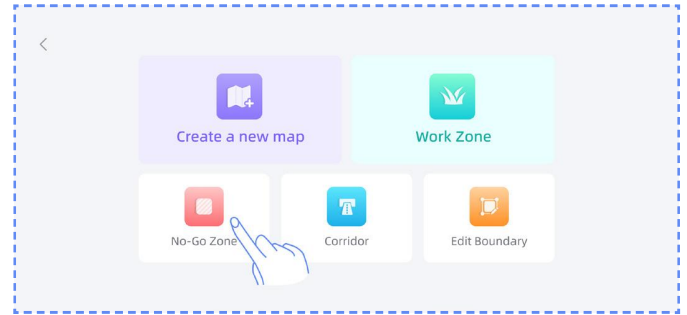 Create a new map
Work Zone
No-Go Zone
Corridor
Edit Boundary